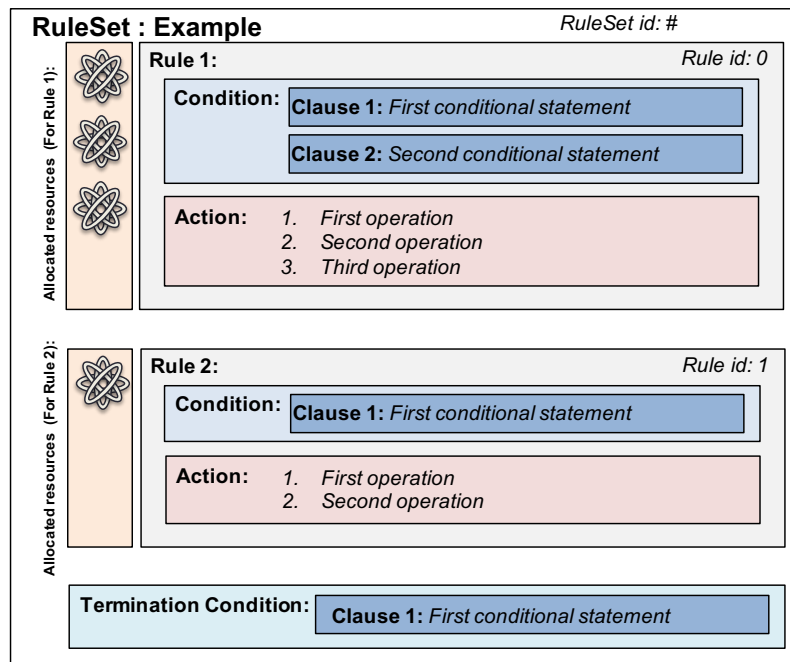 RuleSet : Example
RuleSet id: #
Allocated resources (For Rule 1):
Rule 1:
Rule id: 0
Condition:
Clause 1: First conditional statement
Clause 2: Second conditional statement
Action:
1. First operation
2. Second operation
3. Third operation
Allocated resources (For Rule 2):
Rule 2:
Rule id: 1
Condition:
Clause 1: First conditional statement
Action:
1. First operation
2. Second operation
Termination Condition:
Clause 1: First conditional statement